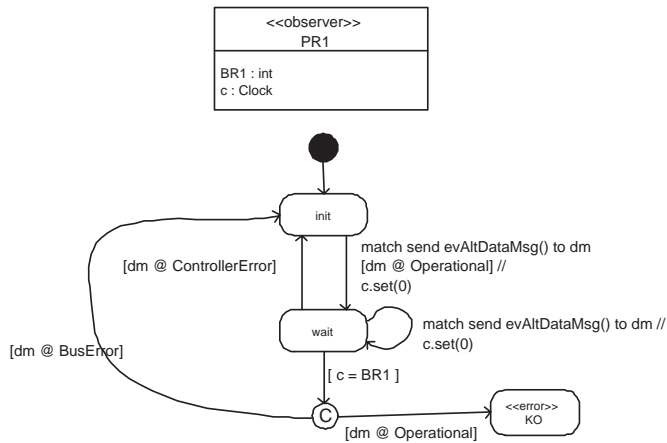 <<observer>>
PR1
BR1 : int
c : Clock
init
match send evAltDataMsg() to dm
[dm @ Operational] //
c.set(0)
[dm @ ControllerError]
wait
match send evAltDataMsg() to dm //
c.set(0)
[dm @ BusError]
[ c = BR1 ]
C
<<error>>
KO
[dm @ Operational]